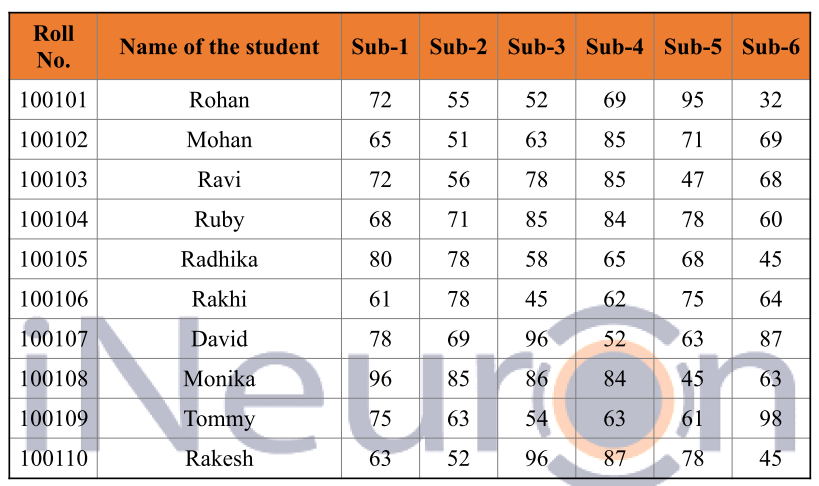 Roll No. Name of the student Sub-1 Sub-2 Sub-3 Sub-4 Sub-5 Sub-6
100101 Rohan 72 55 52 69 95 32
100102 Mohan 65 51 63 85 71 69
100103 Ravi 72 56 78 85 47 68
100104 Ruby 68 71 85 84 78 60
100105 Radhika 80 78 58 65 68 45
100106 Rakhi 61 78 45 62 75 64
100107 David 78 69 96 52 63 87
100108 Monika 96 85 86 84 45 63
100109 Tommy 75 63 54 63 61 98
100110 Rakesh 63 52 96 87 78 45
iNeuron